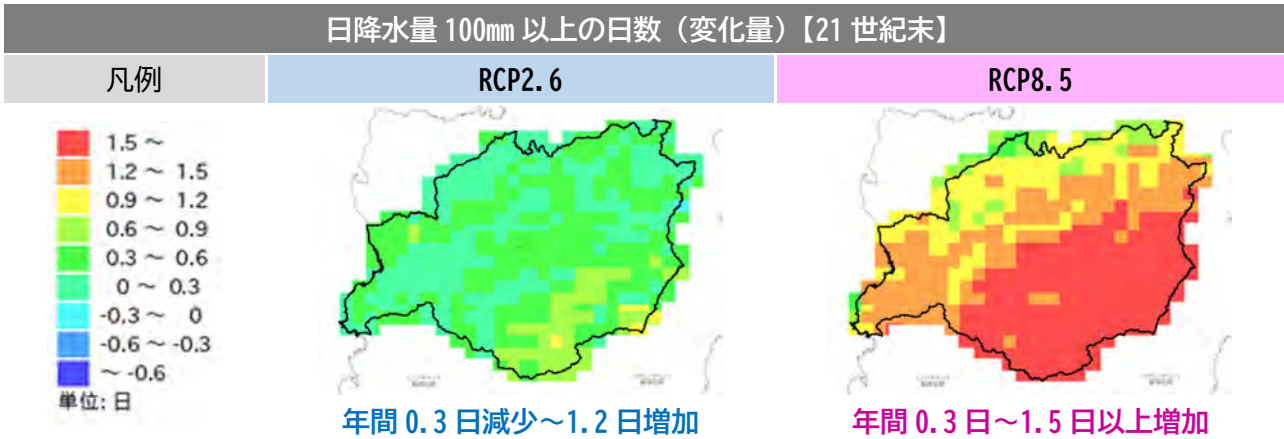 日降水量 100mm 以上の日数（変化量）【21 世紀末】
凡例
RCP2.6
RCP8.5
1.5 ～
1.2 ～ 1.5
0.9 ～ 1.2
0.6 ～ 0.9
0.3 ～ 0.6
0 ～ 0.3
-0.3 ～ 0
-0.6 ～ -0.3
～ -0.6
単位: 日
年間 0.3 日減少～1.2 日増加
年間 0.3 日～1.5 日以上増加